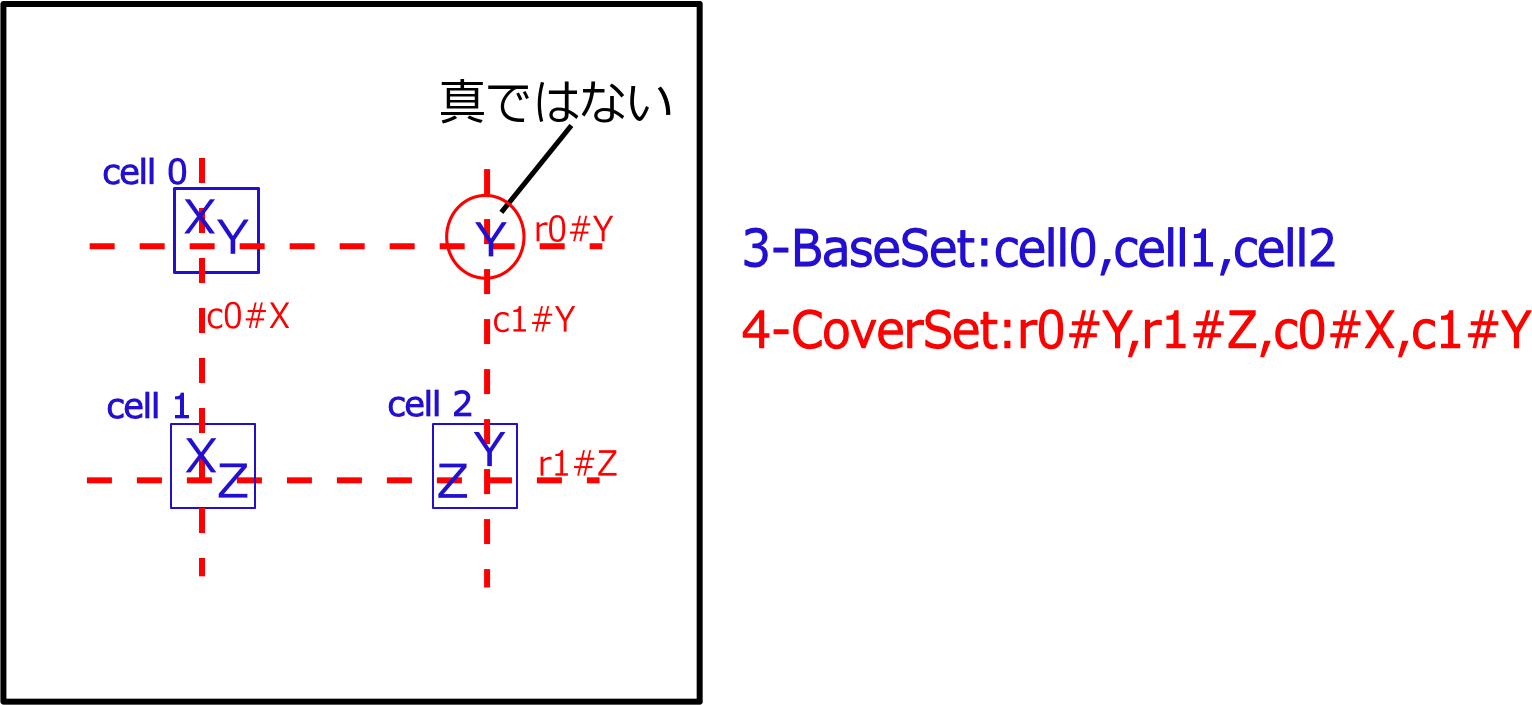 真ではない
cell 0
X
Y
Y
r0#Y
c0#X
c1#Y
cell 1
cell 2
X
Z
Y
Z
r1#Z
3-BaseSet:cell0,cell1,cell2
4-CoverSet:r0#Y,r1#Z,c0#X,c1#Y